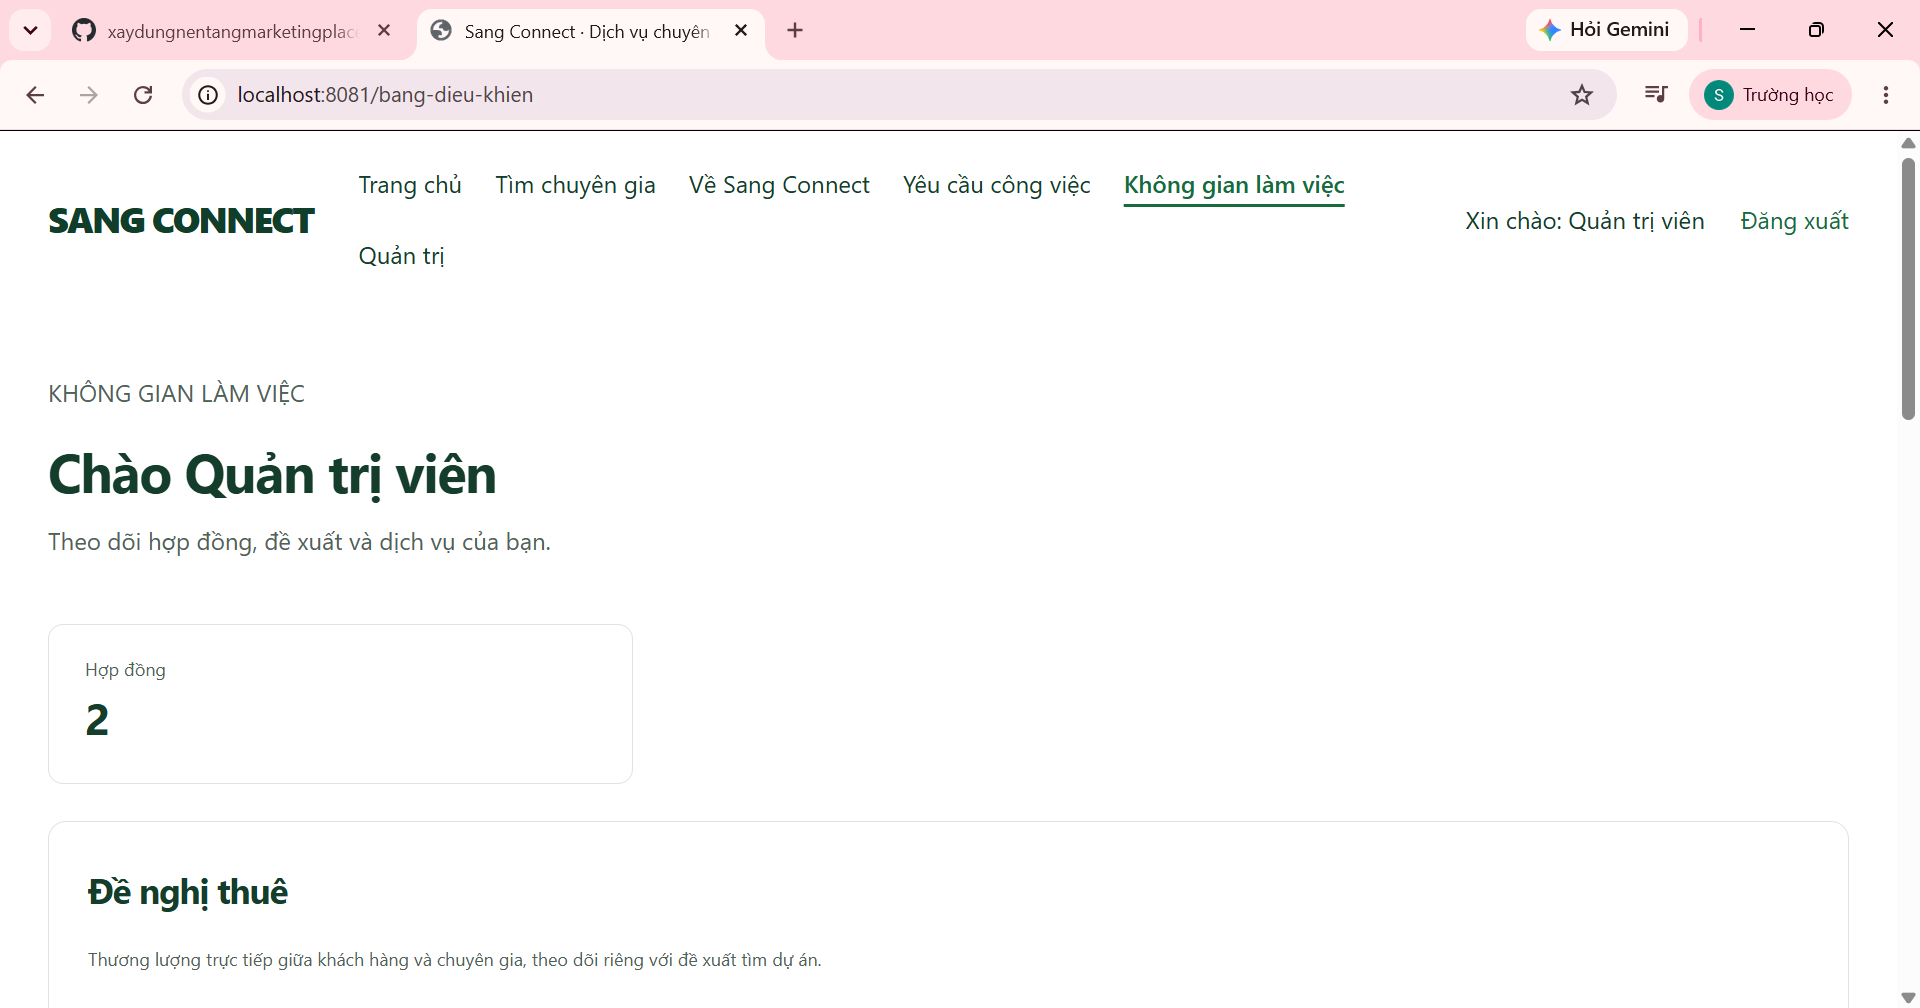 xaydungnentangmarketingplac
Sang Connect · Dịch vụ chuyên
Hỏi Gemini
localhost:8081/bang-dieu-khien
S
Trường học
SANG CONNECT
Trang chủ
Tìm chuyên gia
Về Sang Connect
Yêu cầu công việc
Không gian làm việc
Quản trị
Xin chào: Quản trị viên
Đăng xuất
KHÔNG GIAN LÀM VIỆC
Chào Quản trị viên
Theo dõi hợp đồng, đề xuất và dịch vụ của bạn.
Hợp đồng
2
Đề nghị thuê
Thương lượng trực tiếp giữa khách hàng và chuyên gia, theo dõi riêng với đề xuất tìm dự án.